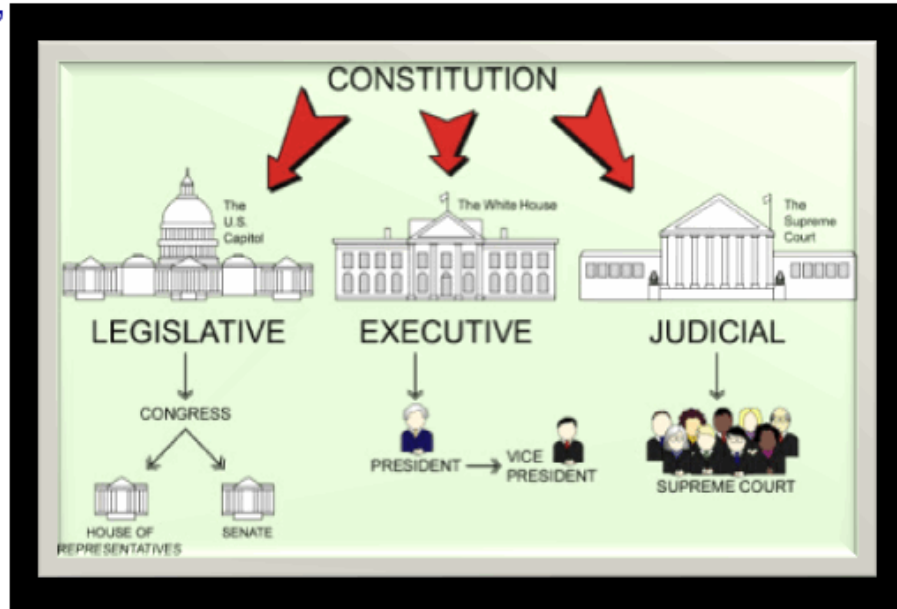 CONSTITUTION
The
U.S.
Capitol
The White House
The
Supreme
Court
LEGISLATIVE
EXECUTIVE
JUDICIAL
CONGRESS
PRESIDENT
VICE
PRESIDENT
SUPREME COURT
HOUSE OF
REPRESENTATIVES
SENATE